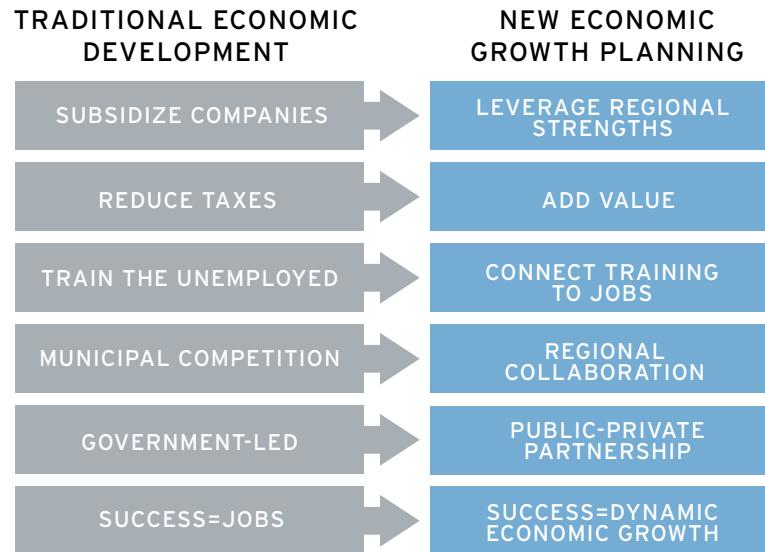 TRADITIONAL ECONOMIC
DEVELOPMENT
NEW ECONOMIC
GROWTH PLANNING
SUBSIDIZE COMPANIES
LEVERAGE REGIONAL
STRENGTHS
REDUCE TAXES
ADD VALUE
TRAIN THE UNEMPLOYED
CONNECT TRAINING
TO JOBS
MUNICIPAL COMPETITION
REGIONAL
COLLABORATION
GOVERNMENT-LED
PUBLIC-PRIVATE
PARTNERSHIP
SUCCESS=JOBS
SUCCESS=DYNAMIC
ECONOMIC GROWTH